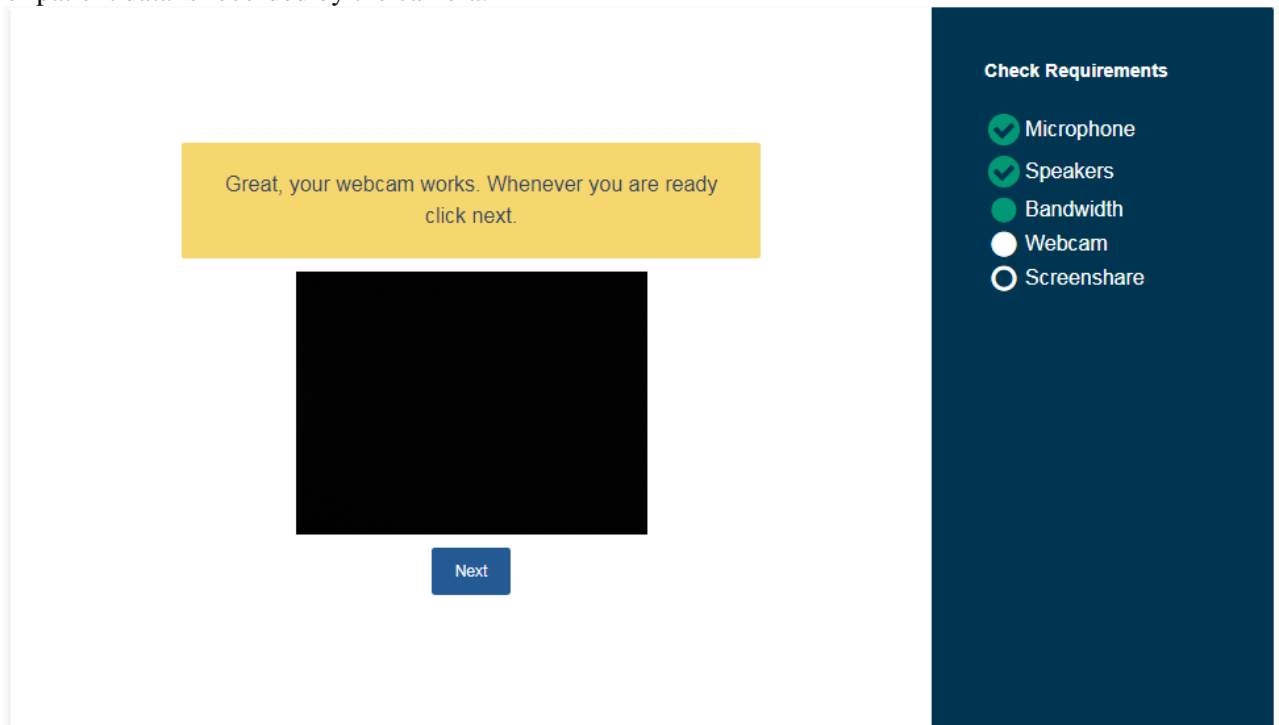 Check Requirements
Microphone
Speakers
Bandwidth
Webcam
Screenshare
Great, your webcam works. Whenever you are ready
click next.
Next